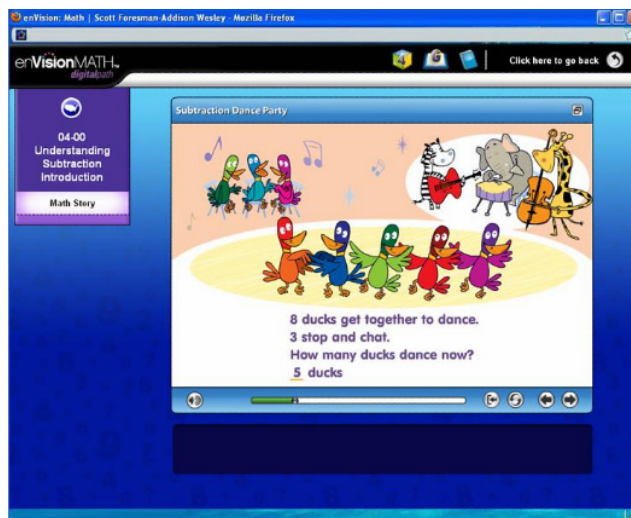 enVision: Math | Scott Foresman-Addison Wesley - Mozilla Firefox
enVisionMATH™
digitalpath
4
G
Click here to go back
04-00
Understanding
Subtraction
Introduction
Math Story
Subtraction Dance Party
8 ducks get together to dance.
3 stop and chat.
How many ducks dance now?
5 ducks